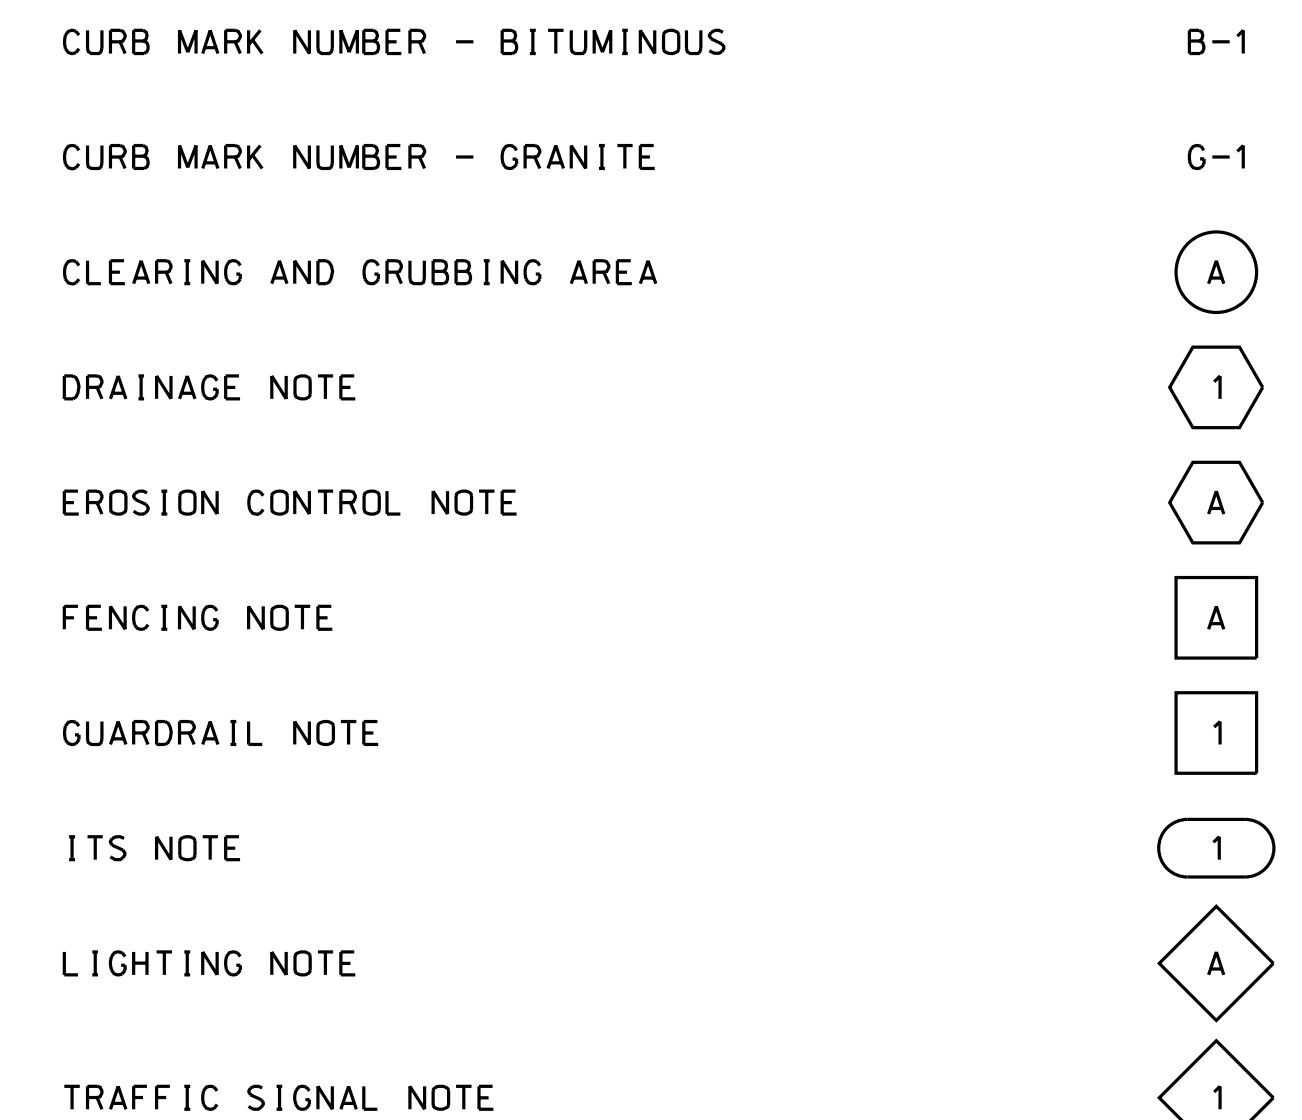 CURB MARK NUMBER - BITUMINOUS B-1
CURB MARK NUMBER - GRANITE G-1
CLEARING AND GRUBBING AREA A
DRAINAGE NOTE 1
EROSION CONTROL NOTE A
FENCING NOTE A
GUARDRAIL NOTE 1
ITS NOTE 1
LIGHTING NOTE A
TRAFFIC SIGNAL NOTE 1